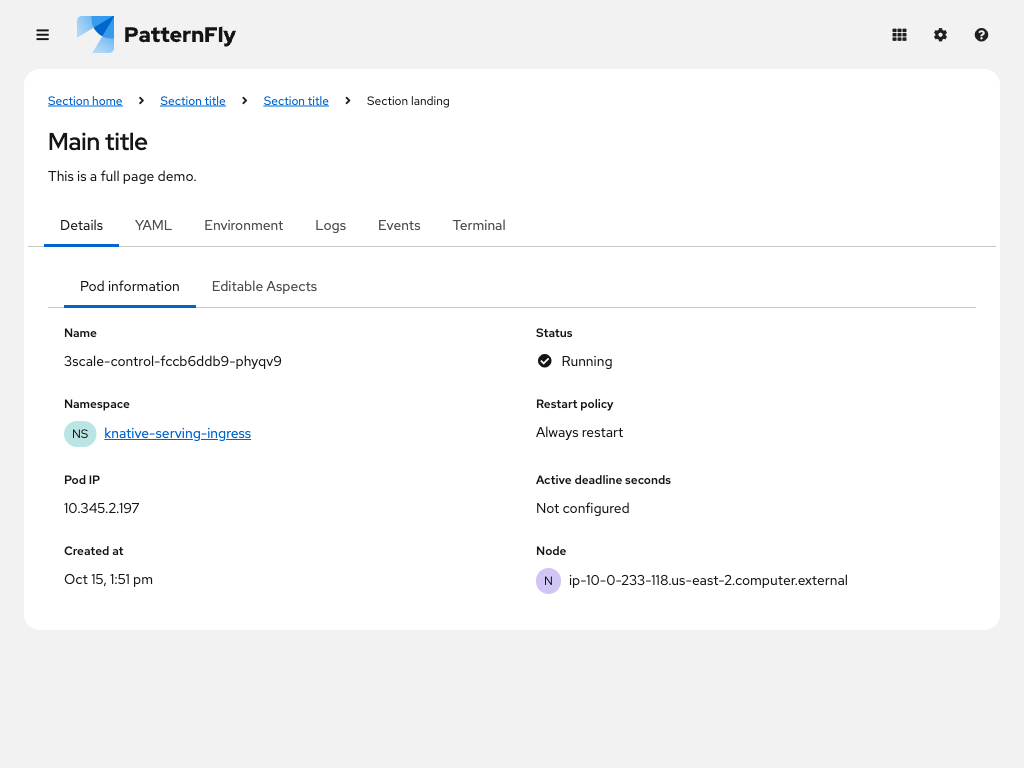 PatternFly
Section home Section title Section title Section landing
Main title
This is a full page demo.
Details YAML Environment Logs Events Terminal
Pod information Editable Aspects
Name
3scale-control-fccb6ddb9-phyqv9
Status
Running
Namespace
NS knative-serving-ingress
Restart policy
Always restart
Pod IP
10.345.2.197
Active deadline seconds
Not configured
Created at
Oct 15, 1:51 pm
Node
N ip-10-0-233-118.us-east-2.computer.external